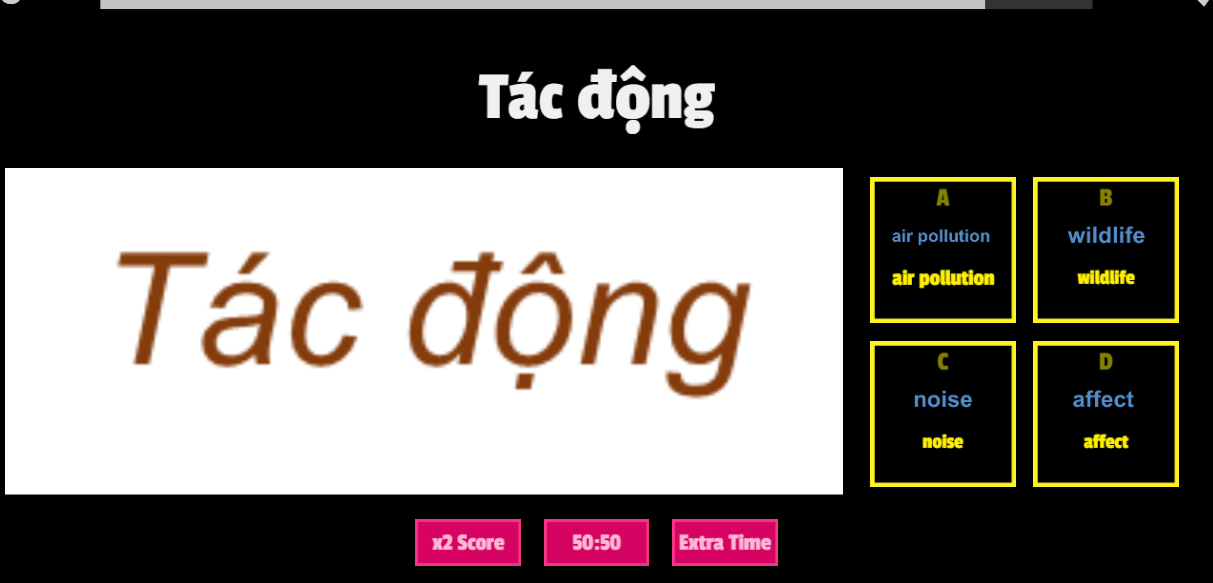 Tác động
Tác động
A
air pollution
air pollution
B
wildlife
wildlife
C
noise
noise
D
affect
affect
x2 Score
50:50
Extra Time